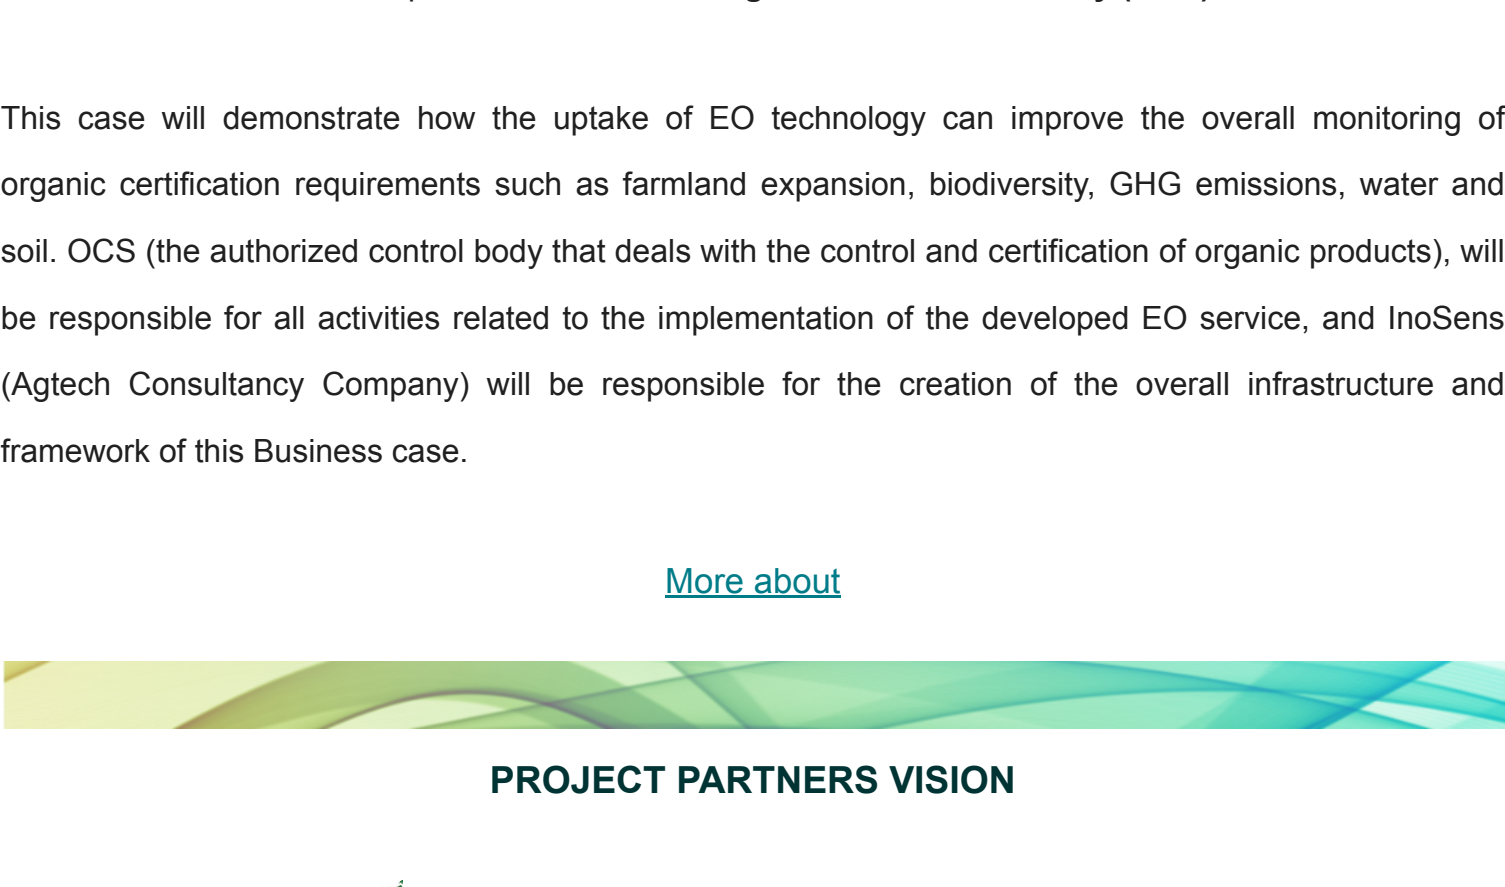 This case will demonstrate how the uptake of EO technology can improve the overall monitoring of
organic certification requirements such as farmland expansion, biodiversity, GHG emissions, water and
soil. OCS (the authorized control body that deals with the control and certification of organic products), will
be responsible for all activities related to the implementation of the developed EO service, and InoSens
(Agtech Consultancy Company) will be responsible for the creation of the overall infrastructure and
framework of this Business case.
More about
PROJECT PARTNERS VISION